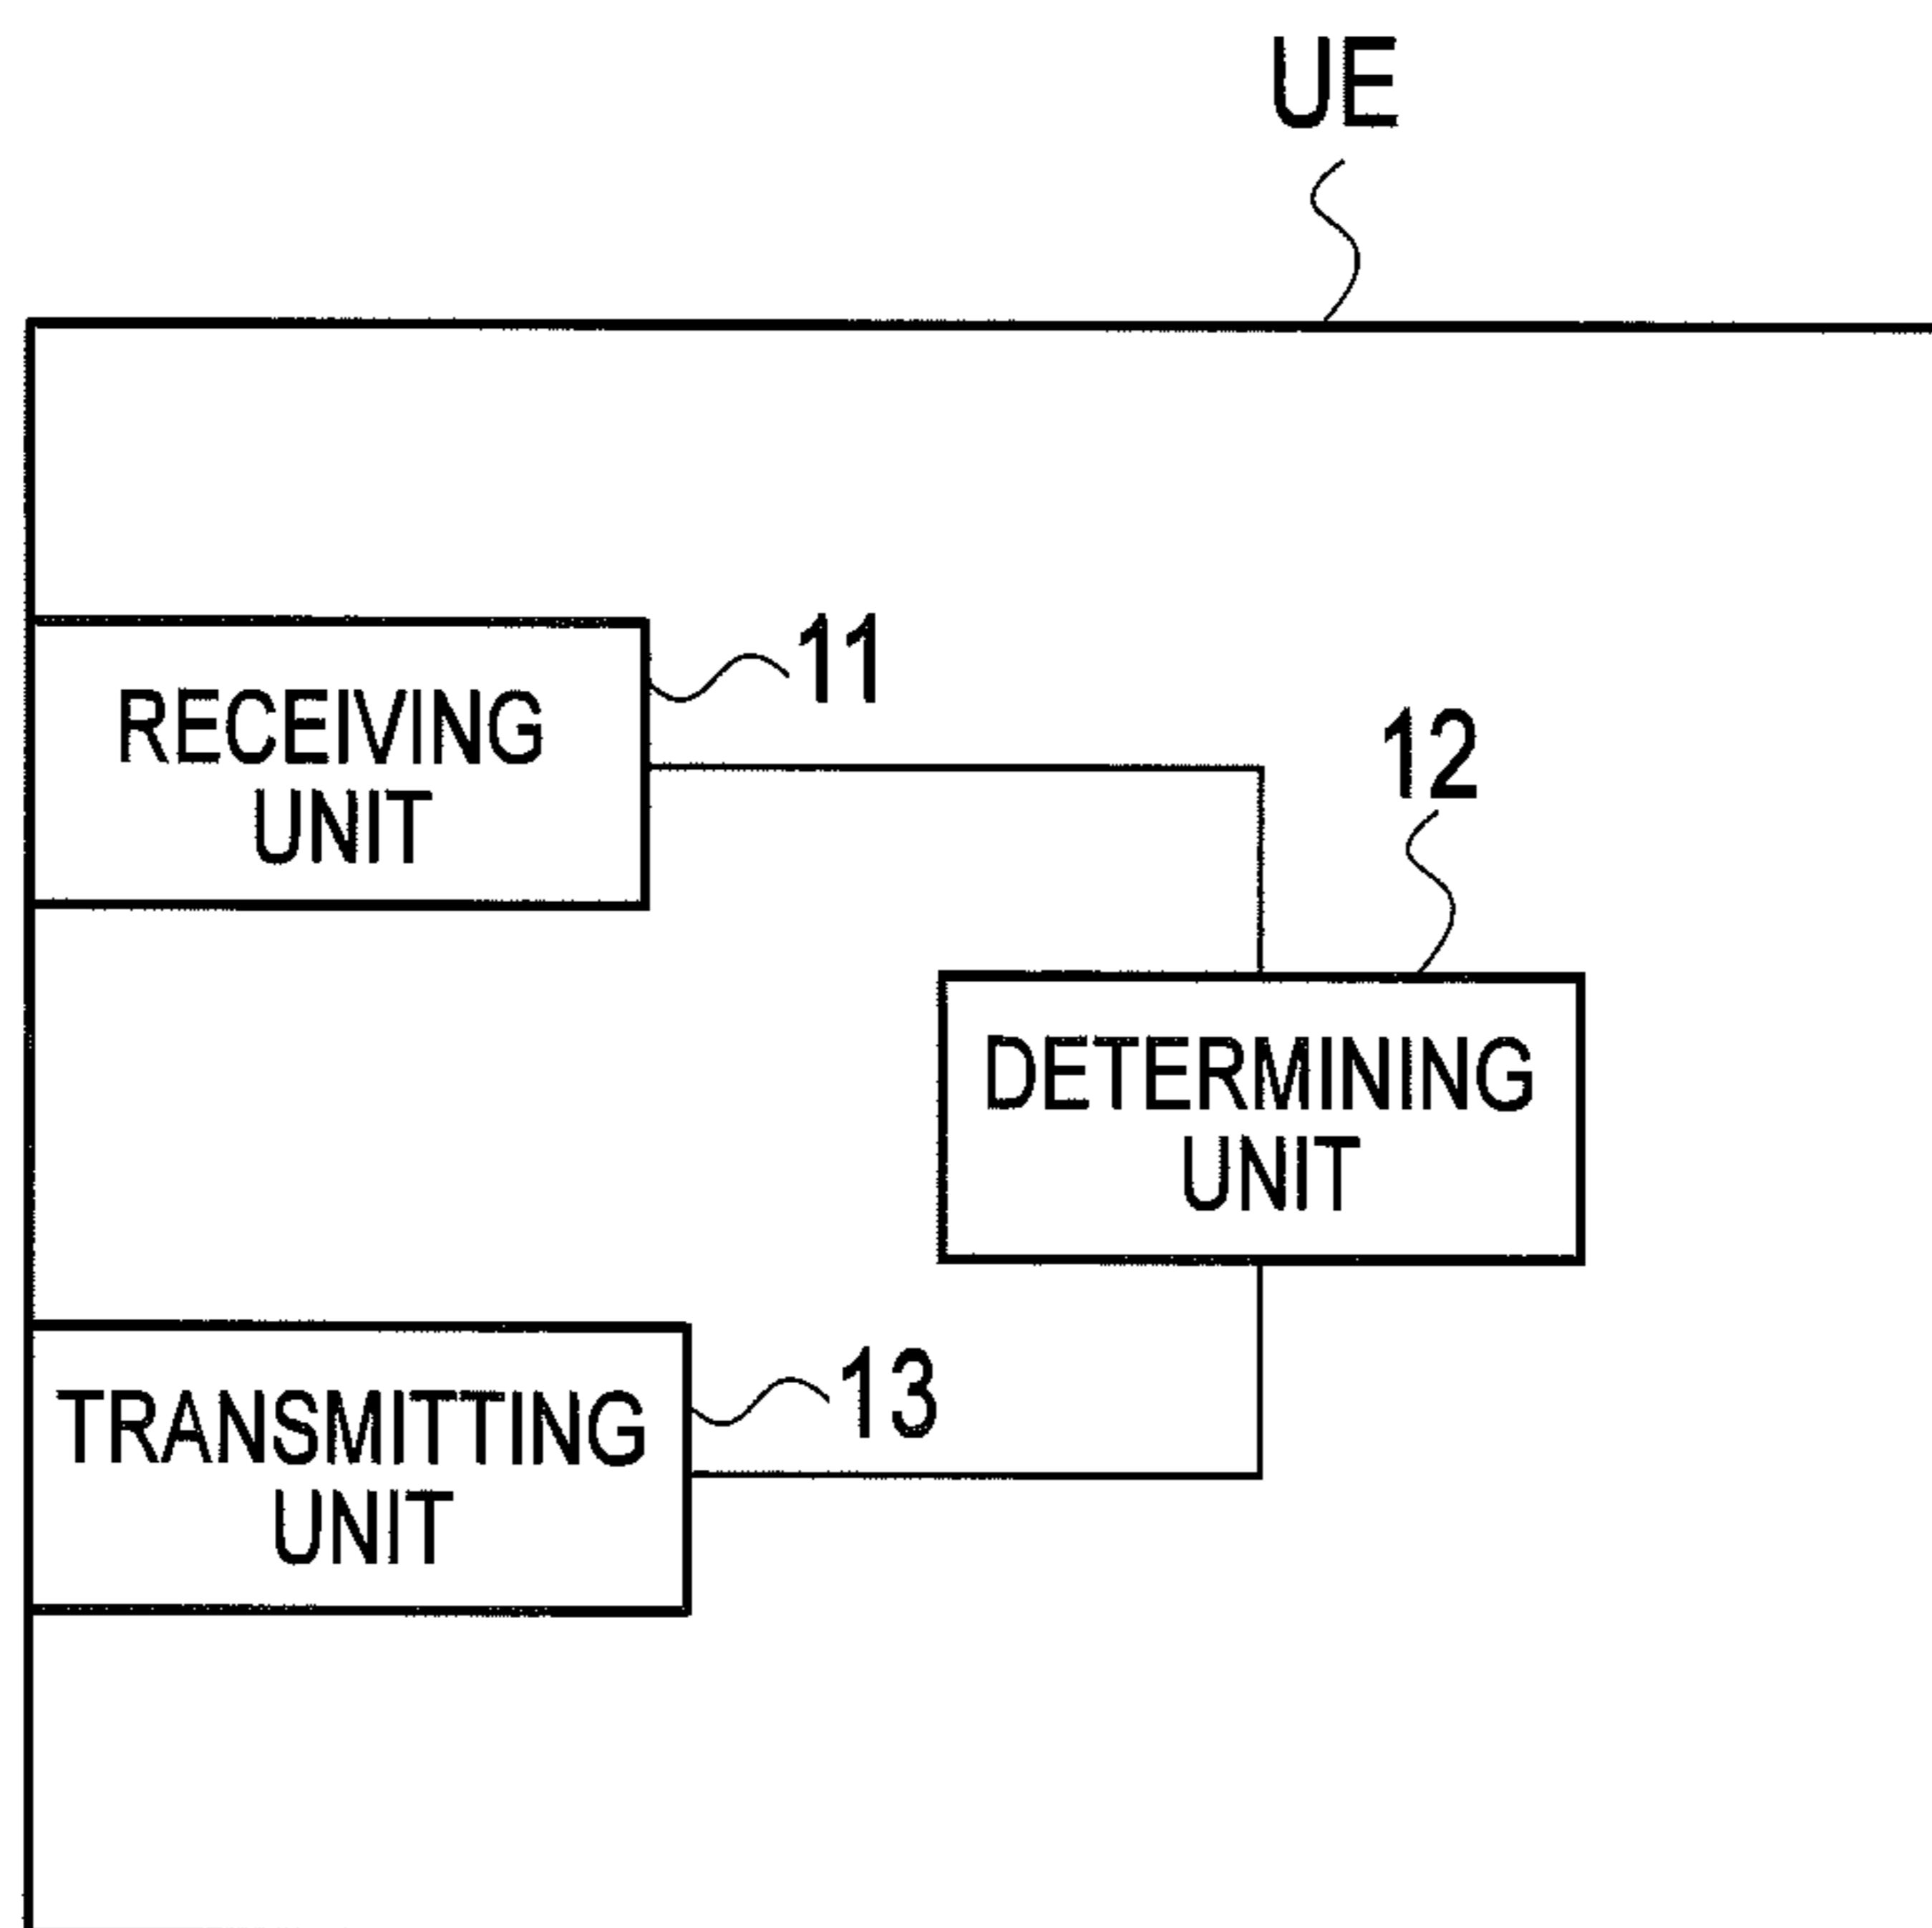 UE
11
RECEIVING
UNIT
12
DETERMINING
UNIT
13
TRANSMITTING
UNIT